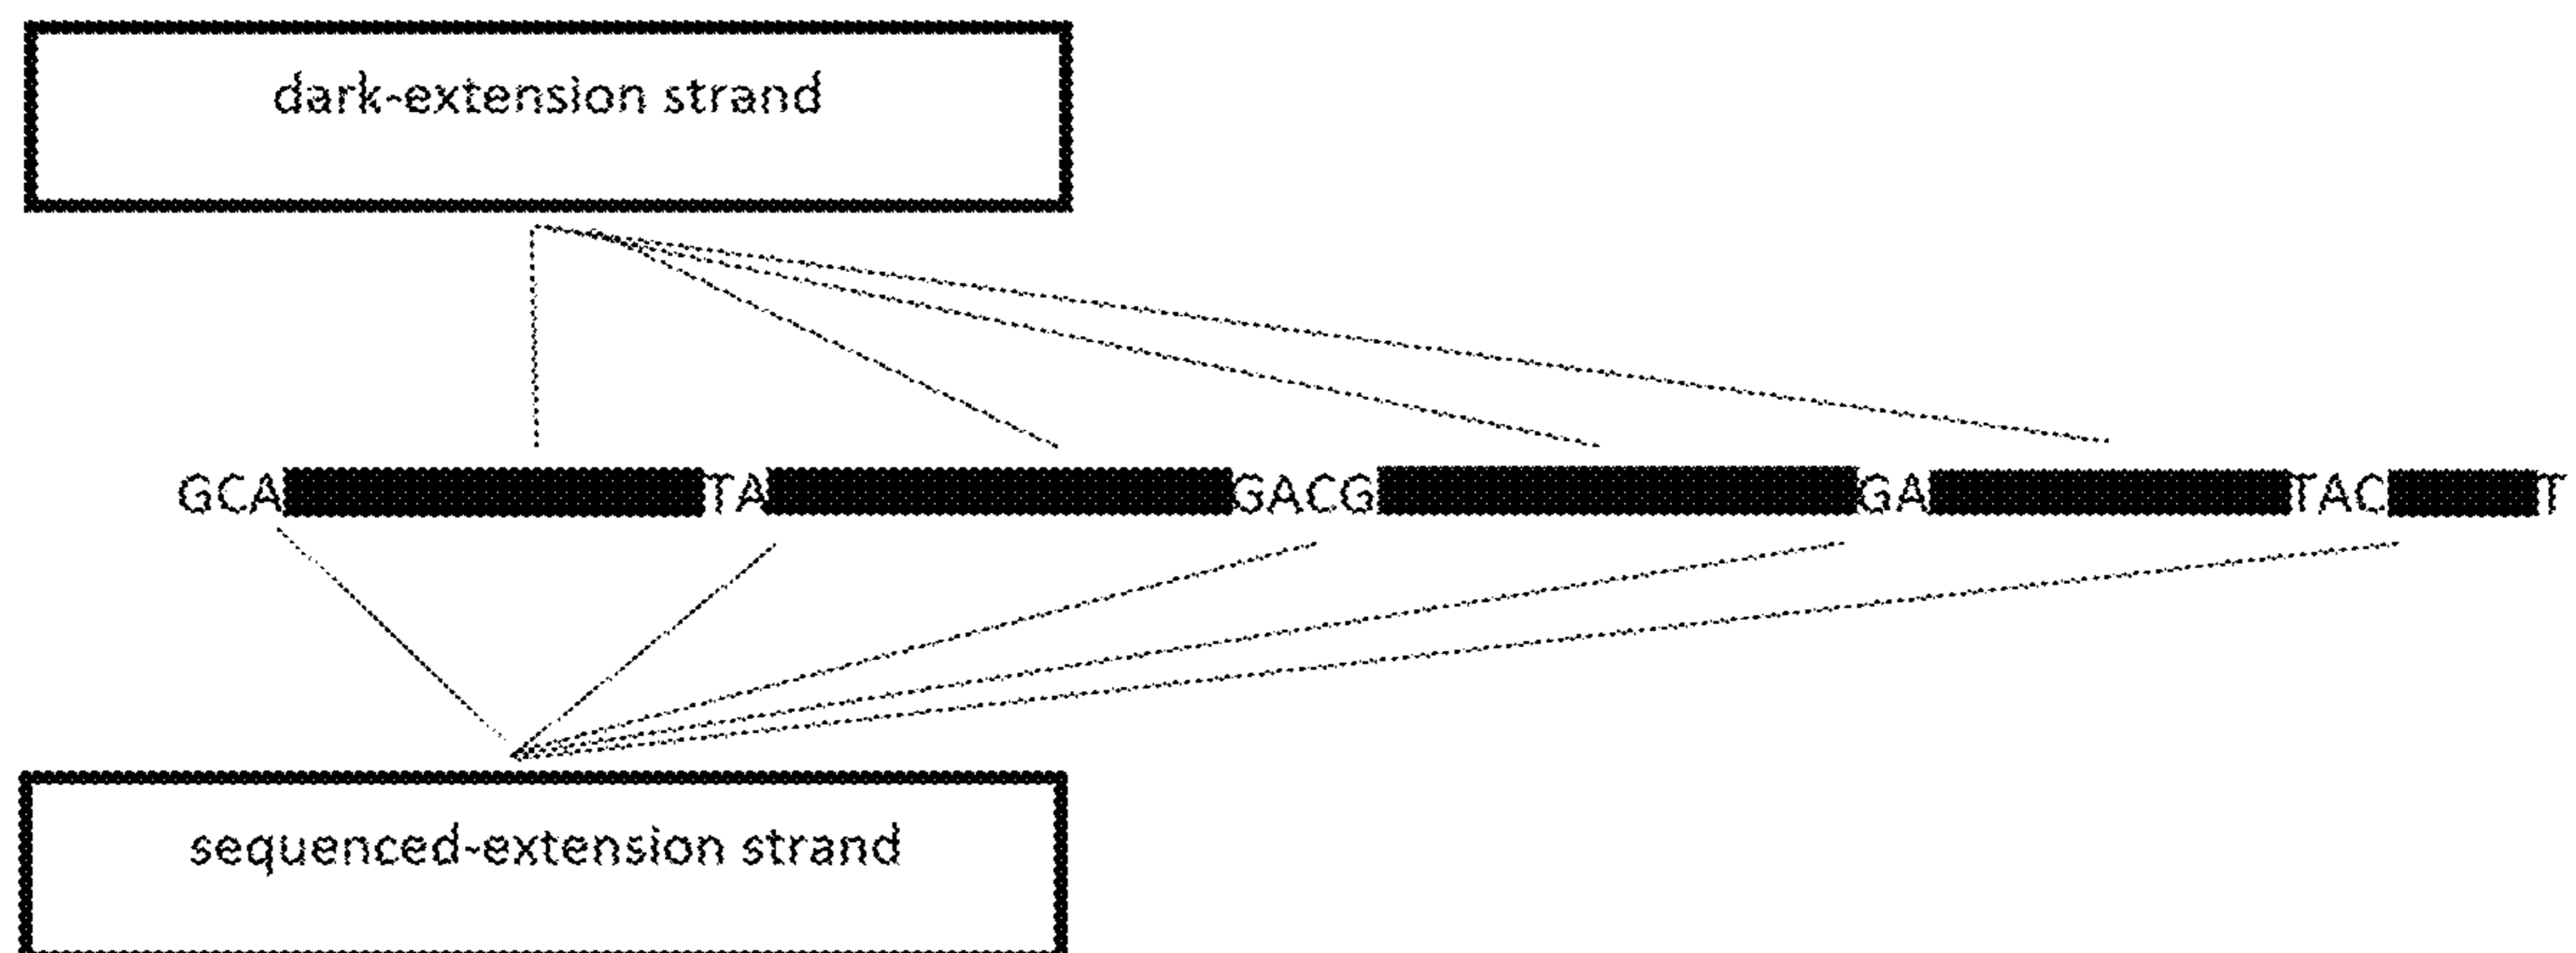 dark-extension strand
GCA TA GACG GA TAC T
sequenced-extension strand